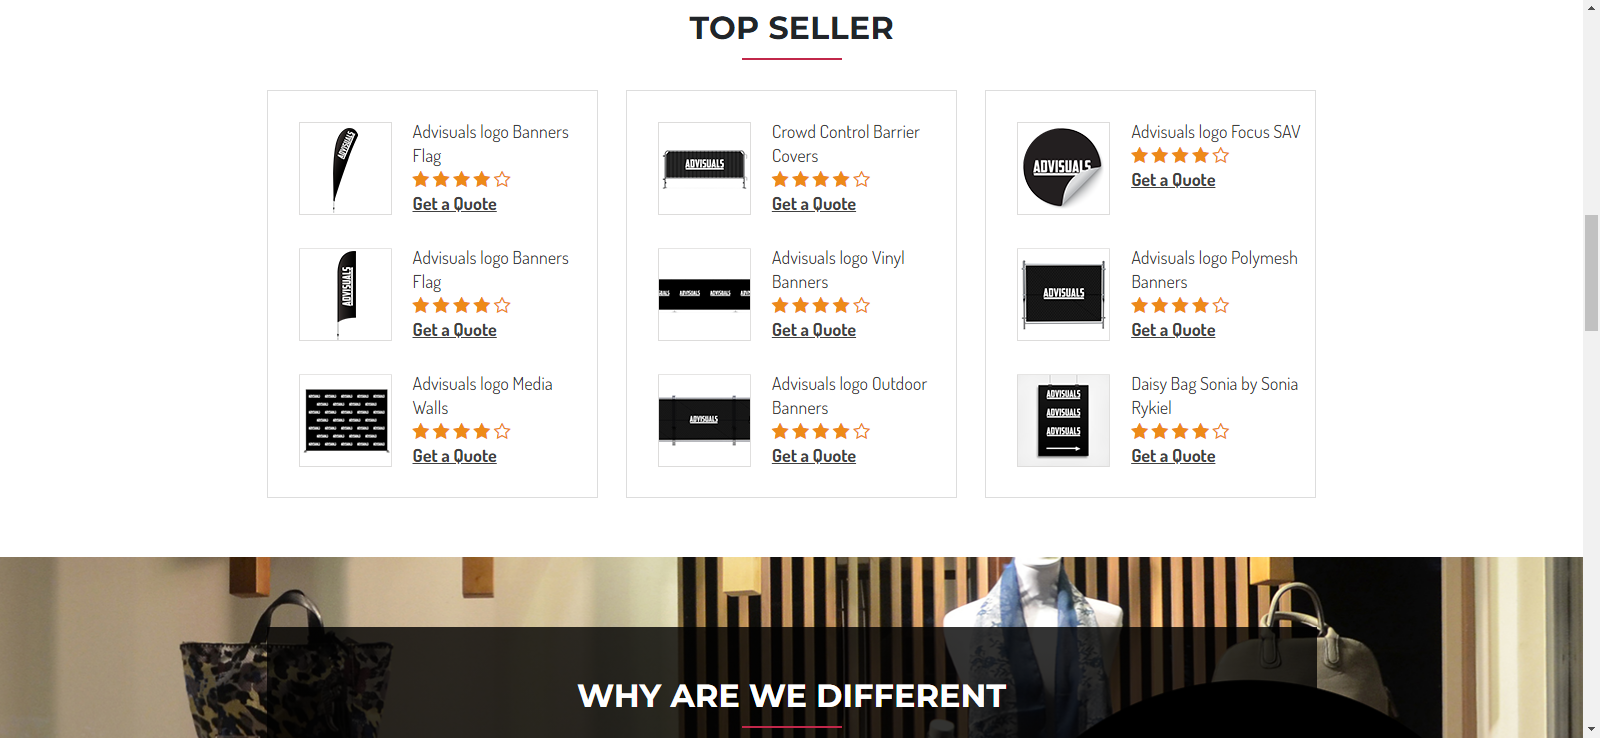 TOP SELLER
ADVISUALS
Advisuals logo Banners
Flag
Get a Quote
ADVISUALS
Advisuals logo Banners
Flag
Get a Quote
Advisuals logo Media
Walls
Get a Quote
ADVISUALS
Crowd Control Barrier
Covers
Get a Quote
ADVISUALS ADVISUALS
Advisuals logo Vinyl
Banners
Get a Quote
ADVISUALS
Advisuals logo Outdoor
Banners
Get a Quote
ADVISUALS
Advisuals logo Focus SAV
Get a Quote
ADVISUALS
Advisuals logo Polymesh
Banners
Get a Quote
ADVISUALS
ADVISUALS
ADVISUALS
Daisy Bag Sonia by Sonia
Rykiel
Get a Quote
WHY ARE WE DIFFERENT